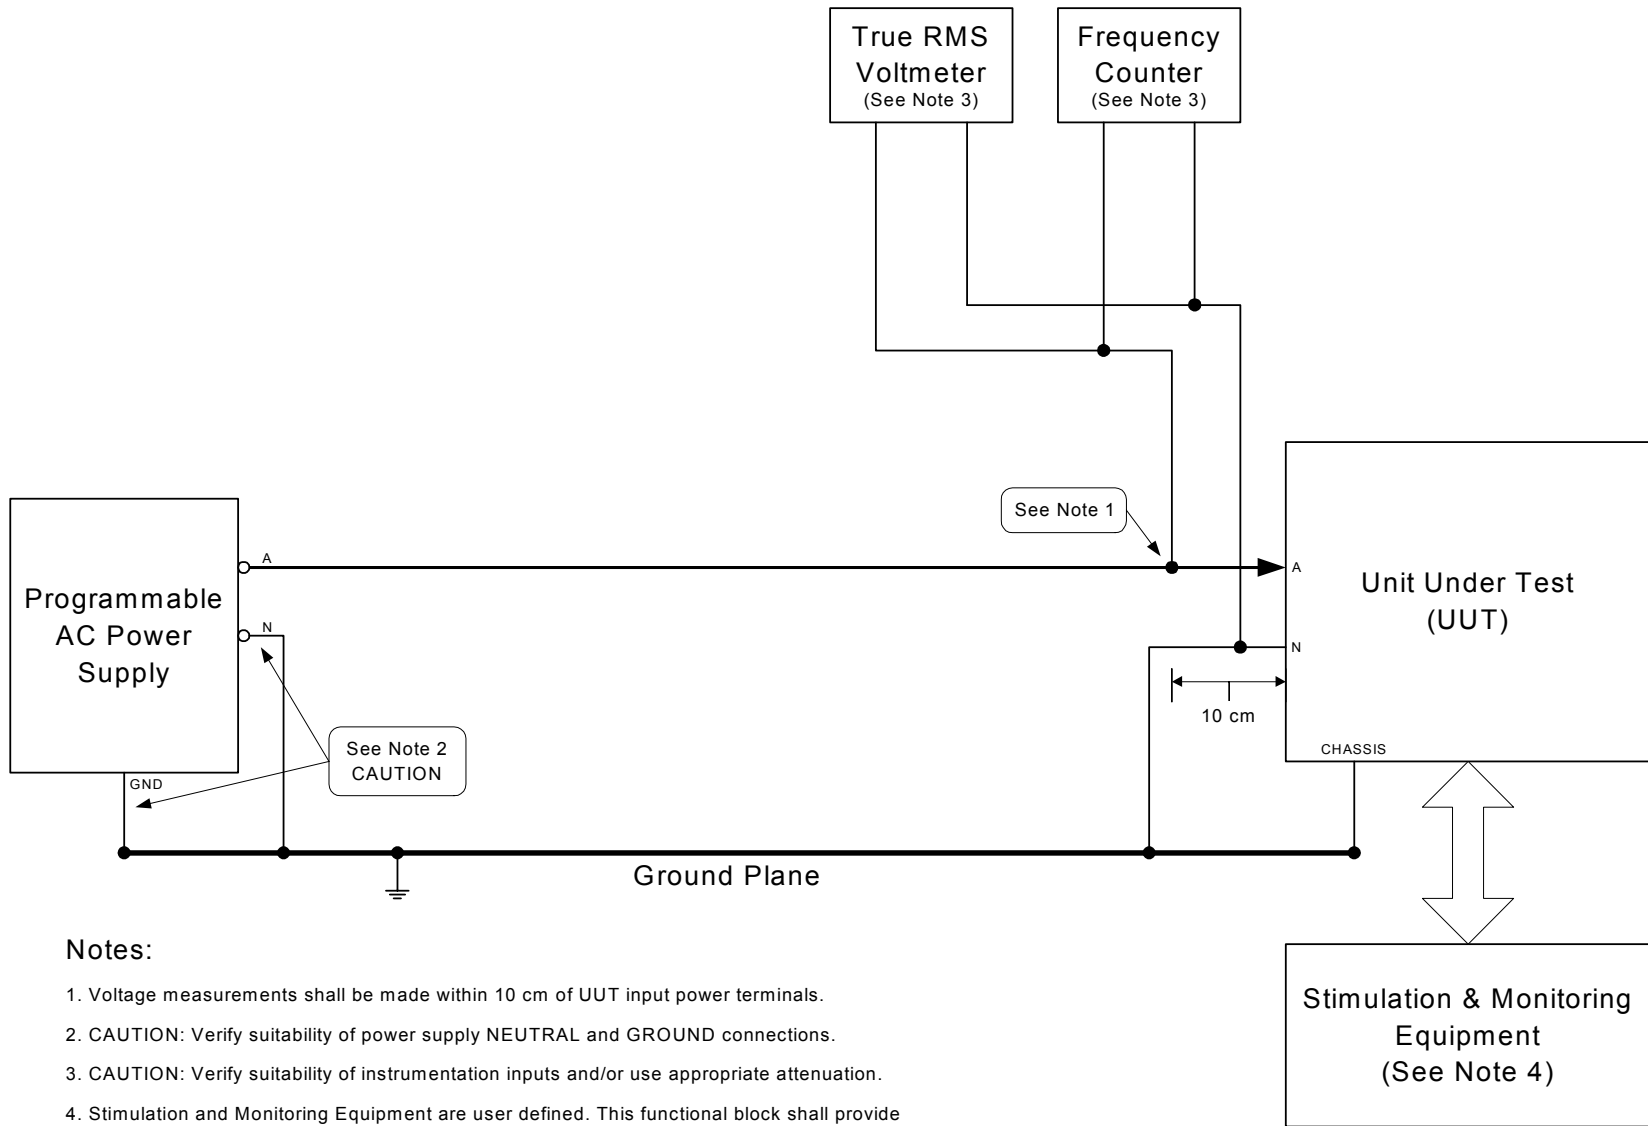 True RMS
Voltmeter
(See Note 3)
Frequency
Counter
(See Note 3)
See Note 1
Programmable
AC Power
Supply
A
N
GND
See Note 2
CAUTION
A
N
Unit Under Test
(UUT)
10 cm
CHASSIS
Ground Plane
Stimulation & Monitoring
Equipment
(See Note 4)
Notes:
1. Voltage measurements shall be made within 10 cm of UUT input power terminals.
2. CAUTION: Verify suitability of power supply NEUTRAL and GROUND connections.
3. CAUTION: Verify suitability of instrumentation inputs and/or use appropriate attenuation.
4. Stimulation and Monitoring Equipment are user defined. This functional block shall provide